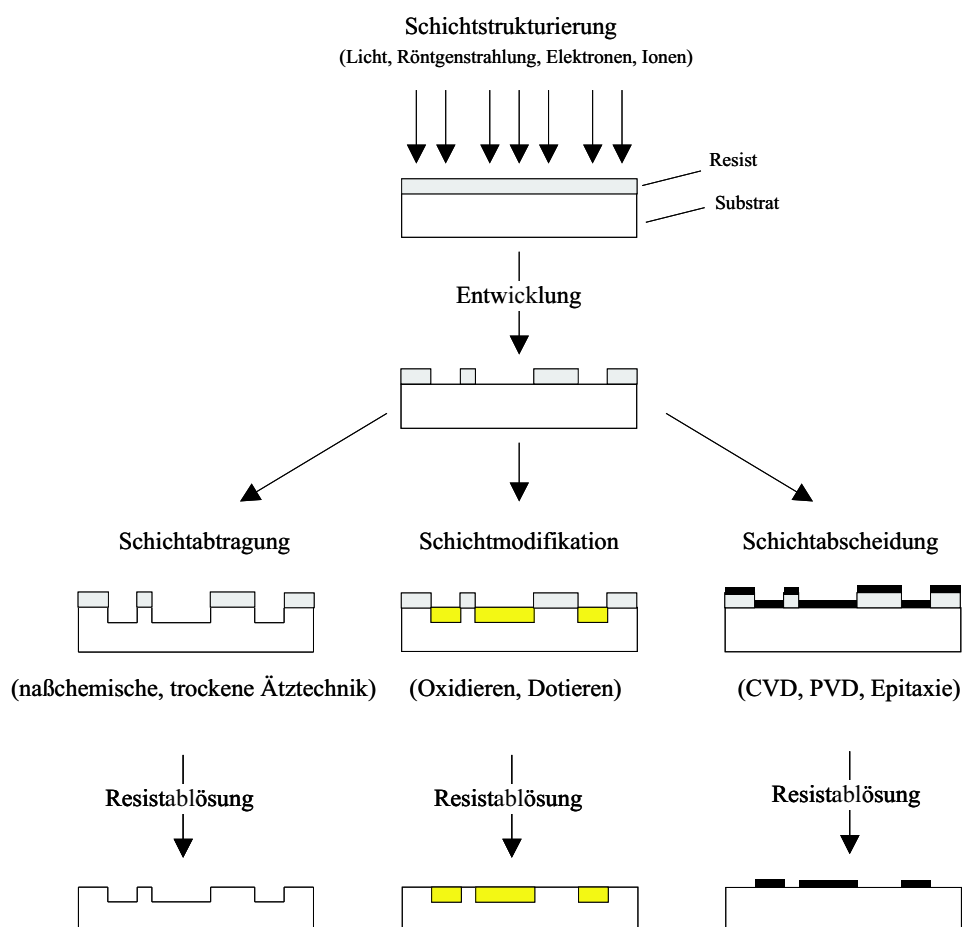 Schichtstrukturierung
(Licht, Röntgenstrahlung, Elektronen, Ionen)
Resist
Substrat
Entwicklung
Schichtabtragung
Schichtmodifikation
Schichtabscheidung
(naßchemische, trockene Ätztechnik)
(Oxidieren, Dotieren)
(CVD, PVD, Epitaxie)
Resistablösung
Resistablösung
Resistablösung